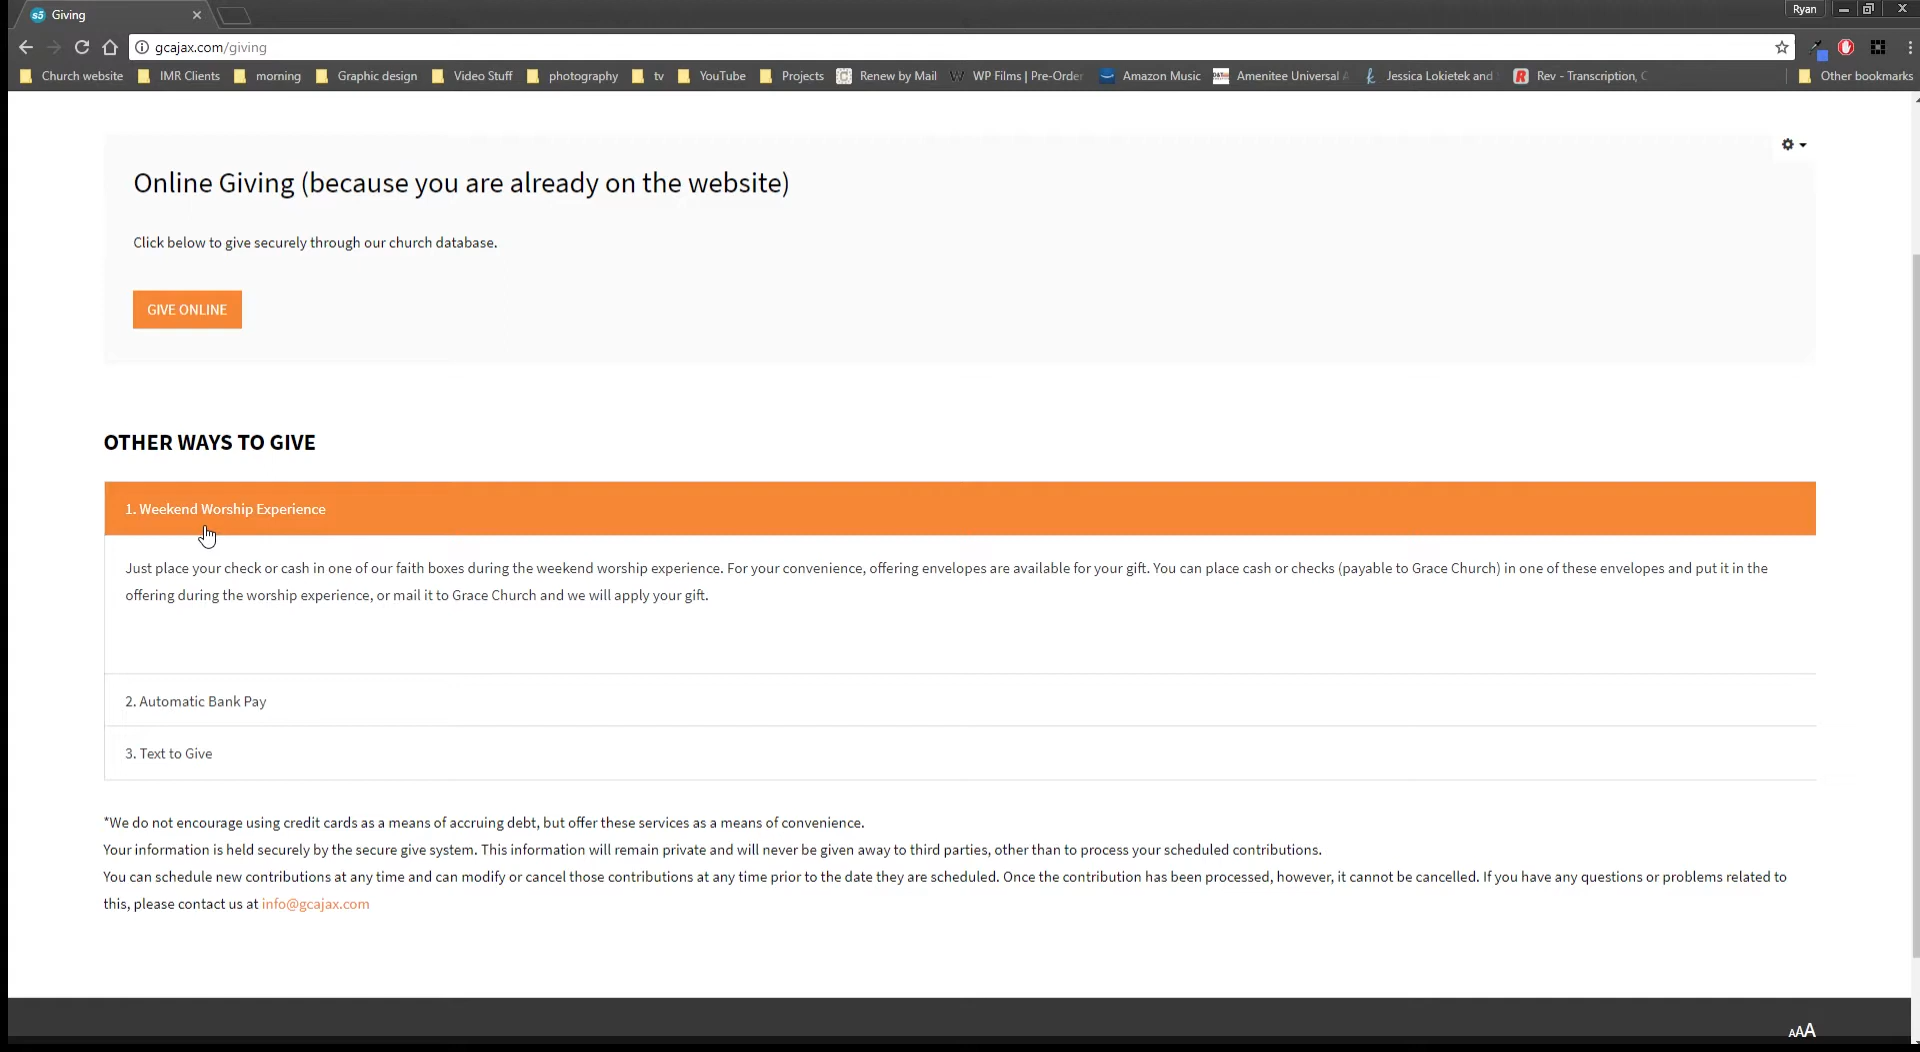 Giving
Ryan
gcajax.com/giving
Church website IMR Clients morning Graphic design Video Stuff photography tv YouTube Projects Renew by Mail WP Films | Pre-Order Amazon Music Amenitee Universal Jessica Lokietek and Rev - Transcription, Other bookmarks
Online Giving (because you are already on the website)
Click below to give securely through our church database.
GIVE ONLINE
OTHER WAYS TO GIVE
1. Weekend Worship Experience
Just place your check or cash in one of our faith boxes during the weekend worship experience. For your convenience, offering envelopes are available for your gift. You can place cash or checks (payable to Grace Church) in one of these envelopes and put it in the
offering during the worship experience, or mail it to Grace Church and we will apply your gift.
2. Automatic Bank Pay
3. Text to Give
*We do not encourage using credit cards as a means of accruing debt, but offer these services as a means of convenience.
Your information is held securely by the secure give system. This information will remain private and will never be given away to third parties, other than to process your scheduled contributions.
You can schedule new contributions at any time and can modify or cancel those contributions at any time prior to the date they are scheduled. Once the contribution has been processed, however, it cannot be cancelled. If you have any questions or problems related to
this, please contact us at info@gcajax.com
AAA